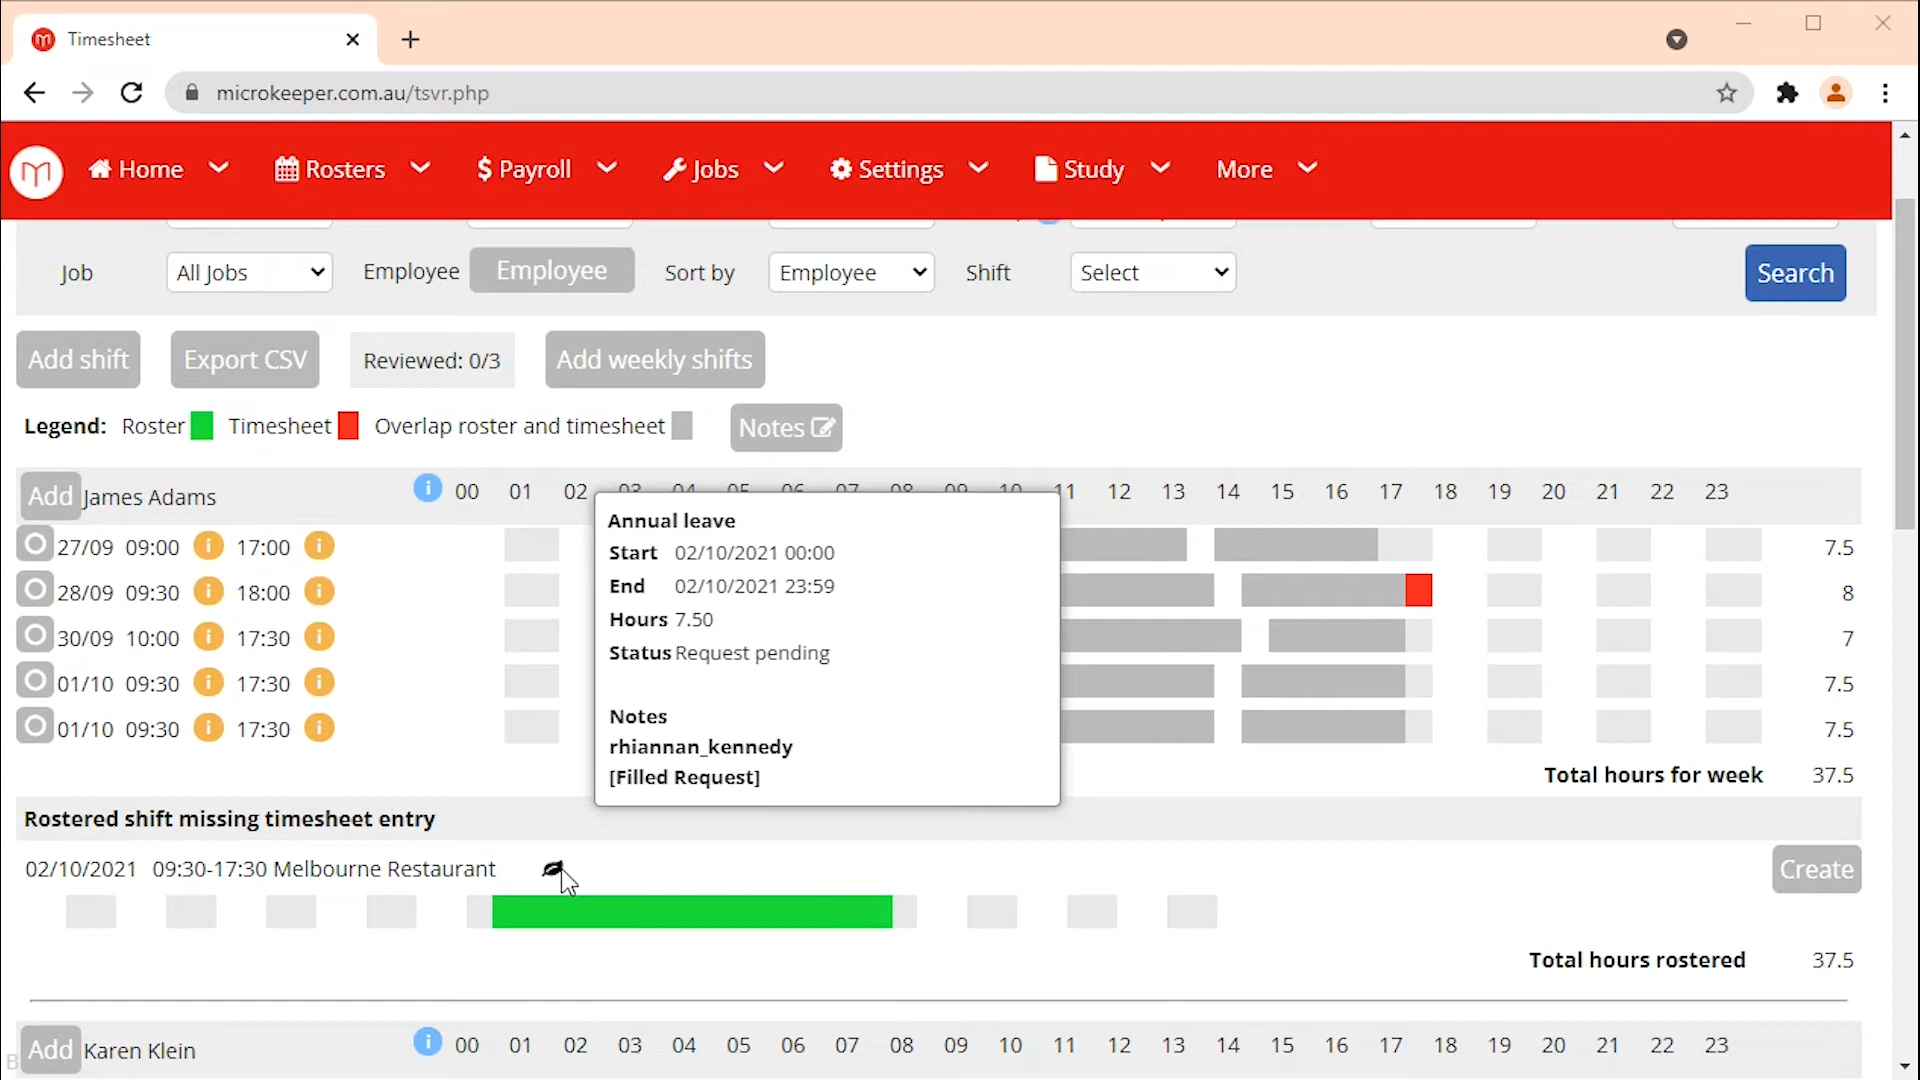 Timesheet
microkeeper.com.au/tsvr.php
Home Rosters $ Payroll Jobs Settings Study More
Job All Jobs Employee Employee Sort by Employee Shift Select Search
Add shift Export CSV Reviewed: 0/3 Add weekly shifts
Legend: Roster Timesheet Overlap roster and timesheet Notes
Add James Adams i 00 01 02 03 04 05 06 07 08 09 10 11 12 13 14 15 16 17 18 19 20 21 22 23
27/09 09:00 i 17:00 i 7.5
28/09 09:30 i 18:00 i 8
30/09 10:00 i 17:30 i 7
01/10 09:30 i 17:30 i 7.5
01/10 09:30 i 17:30 i 7.5
Annual leave
Start 02/10/2021 00:00
End 02/10/2021 23:59
Hours 7.50
Status Request pending
Notes
rhiannan_kennedy
[Filled Request]
Total hours for week 37.5
Rostered shift missing timesheet entry
02/10/2021 09:30-17:30 Melbourne Restaurant Create
Total hours rostered 37.5
Add Karen Klein i 00 01 02 03 04 05 06 07 08 09 10 11 12 13 14 15 16 17 18 19 20 21 22 23